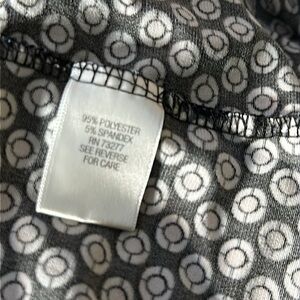 95% POLYESTER
5% SPANDEX
RN 73277
SEE REVERSE
FOR CARE